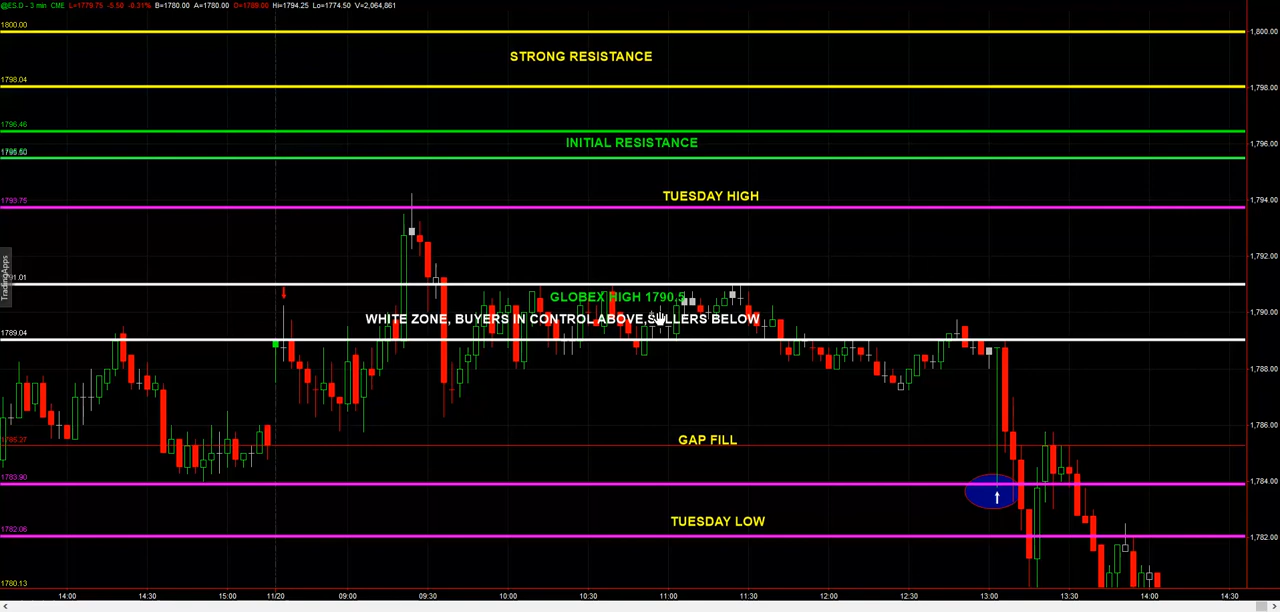 @ES.D - 3 min CME L=1779.75 -5.50 -0.31% B=1780.00 A=1780.00 O=1789.00 Hi=1794.25 Lo=1774.50 V=2,064,861
1800.00
1,800.00
STRONG RESISTANCE
1798.04
1,798.00
1796.46
INITIAL RESISTANCE
1,796.00
TUESDAY HIGH
1793.75
1,794.00
1,792.00
TradingApps
1791.01
GLOBEX HIGH 1790.5
1,790.00
WHITE ZONE, BUYERS IN CONTROL ABOVE,SELLERS BELOW
1789.04
1,788.00
1,786.00
GAP FILL
1785.27
1783.90
1,784.00
TUESDAY LOW
1782.06
1,782.00
1780.13
14:00 14:30 15:00 11/20 09:00 09:30 10:00 10:30 11:00 11:30 12:00 12:30 13:00 13:30 14:00 14:30